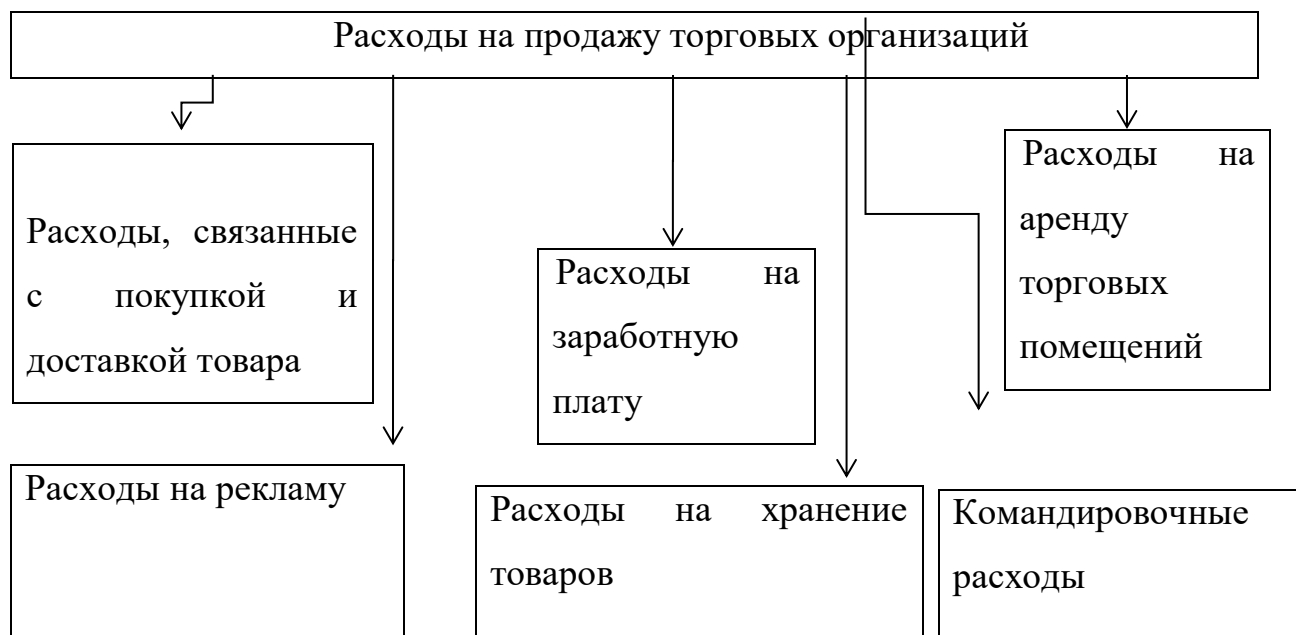 Расходы на продажу торговых организаций
Расходы, связанные
с покупкой и
доставкой товара
Расходы на
заработную
плату
Расходы на
аренду
торговых
помещений
Расходы на рекламу
Расходы на хранение
товаров
Командировочные
расходы